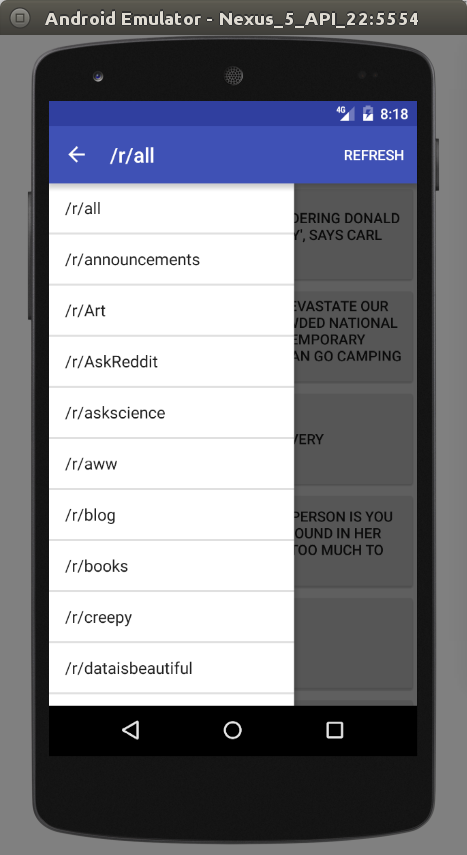 Android Emulator - Nexus_5_API_22:5554
4G 8:18
/r/all REFRESH
/r/all
/r/announcements
/r/Art
/r/AskReddit
/r/askscience
/r/aww
/r/blog
/r/books
/r/creepy
/r/dataisbeautiful
DERING DONALD
Y', SAYS CARL
EVASTATE OUR
WDED NATIONAL
EMPORARY
AN GO CAMPING
VERY
PERSON IS YOU
OUND IN HER
TOO MUCH TO